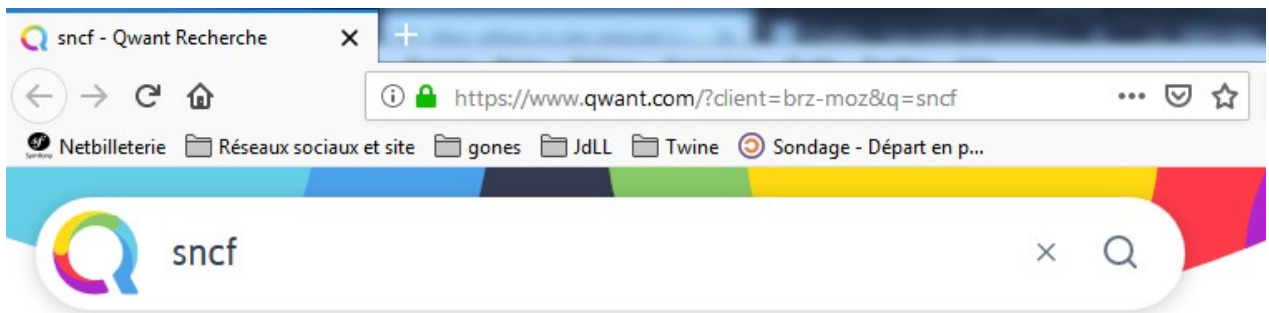 sncf - Qwant Recherche
https://www.qwant.com/?client=brz-moz&q=sncf
Netbilleterie Réseaux sociaux et site gones JdLL Twine Sondage - Départ en p...
sncf